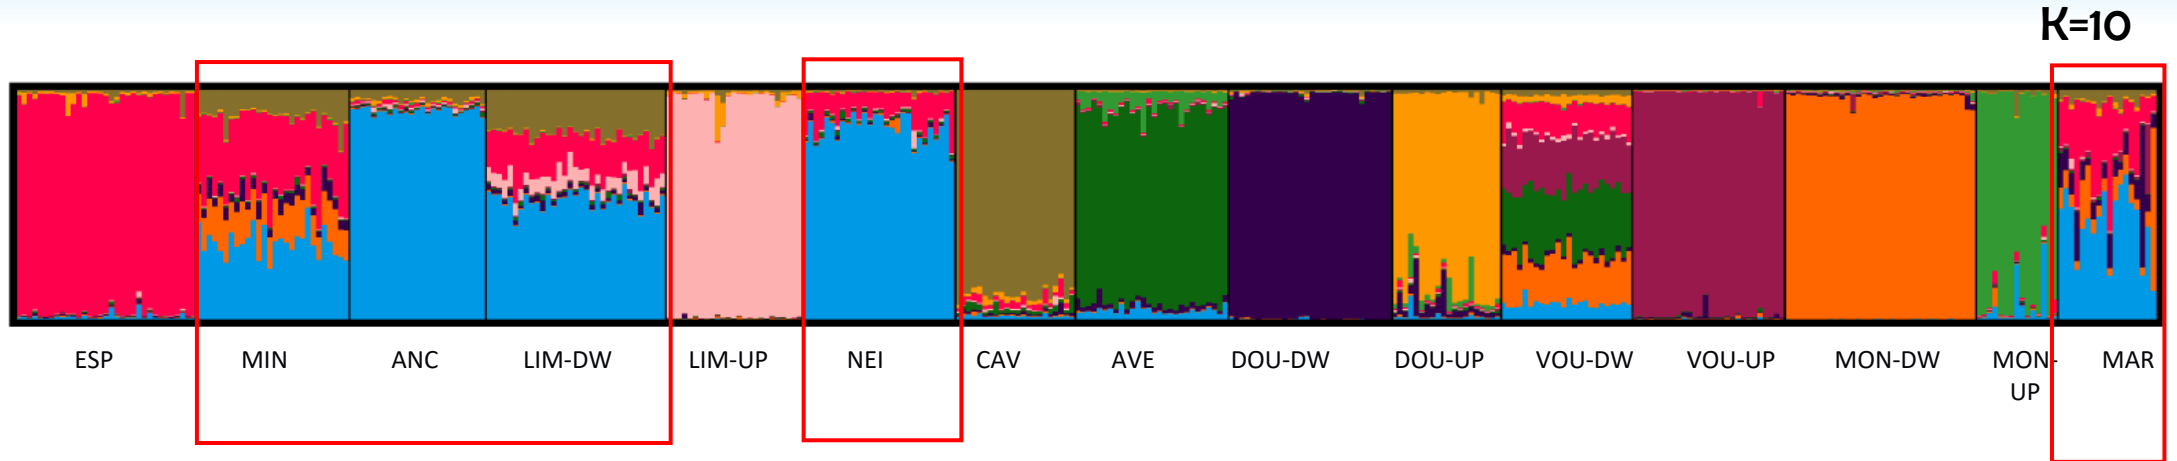 K=10
ESP MIN ANC LIM-DW LIM-UP NEI CAV AVE DOU-DW DOU-UP VOU-DW VOU-UP MON-DW MON- MAR
UP